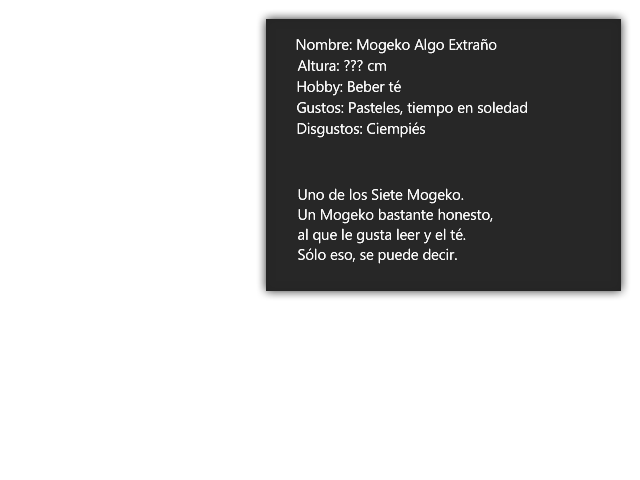 Nombre: Mogeko Algo Extraño
Altura: ??? cm
Hobby: Beber té
Gustos: Pasteles, tiempo en soledad
Disgustos: Ciempiés
Uno de los Siete Mogeko.
Un Mogeko bastante honesto,
al que le gusta leer y el té.
Sólo eso, se puede decir.